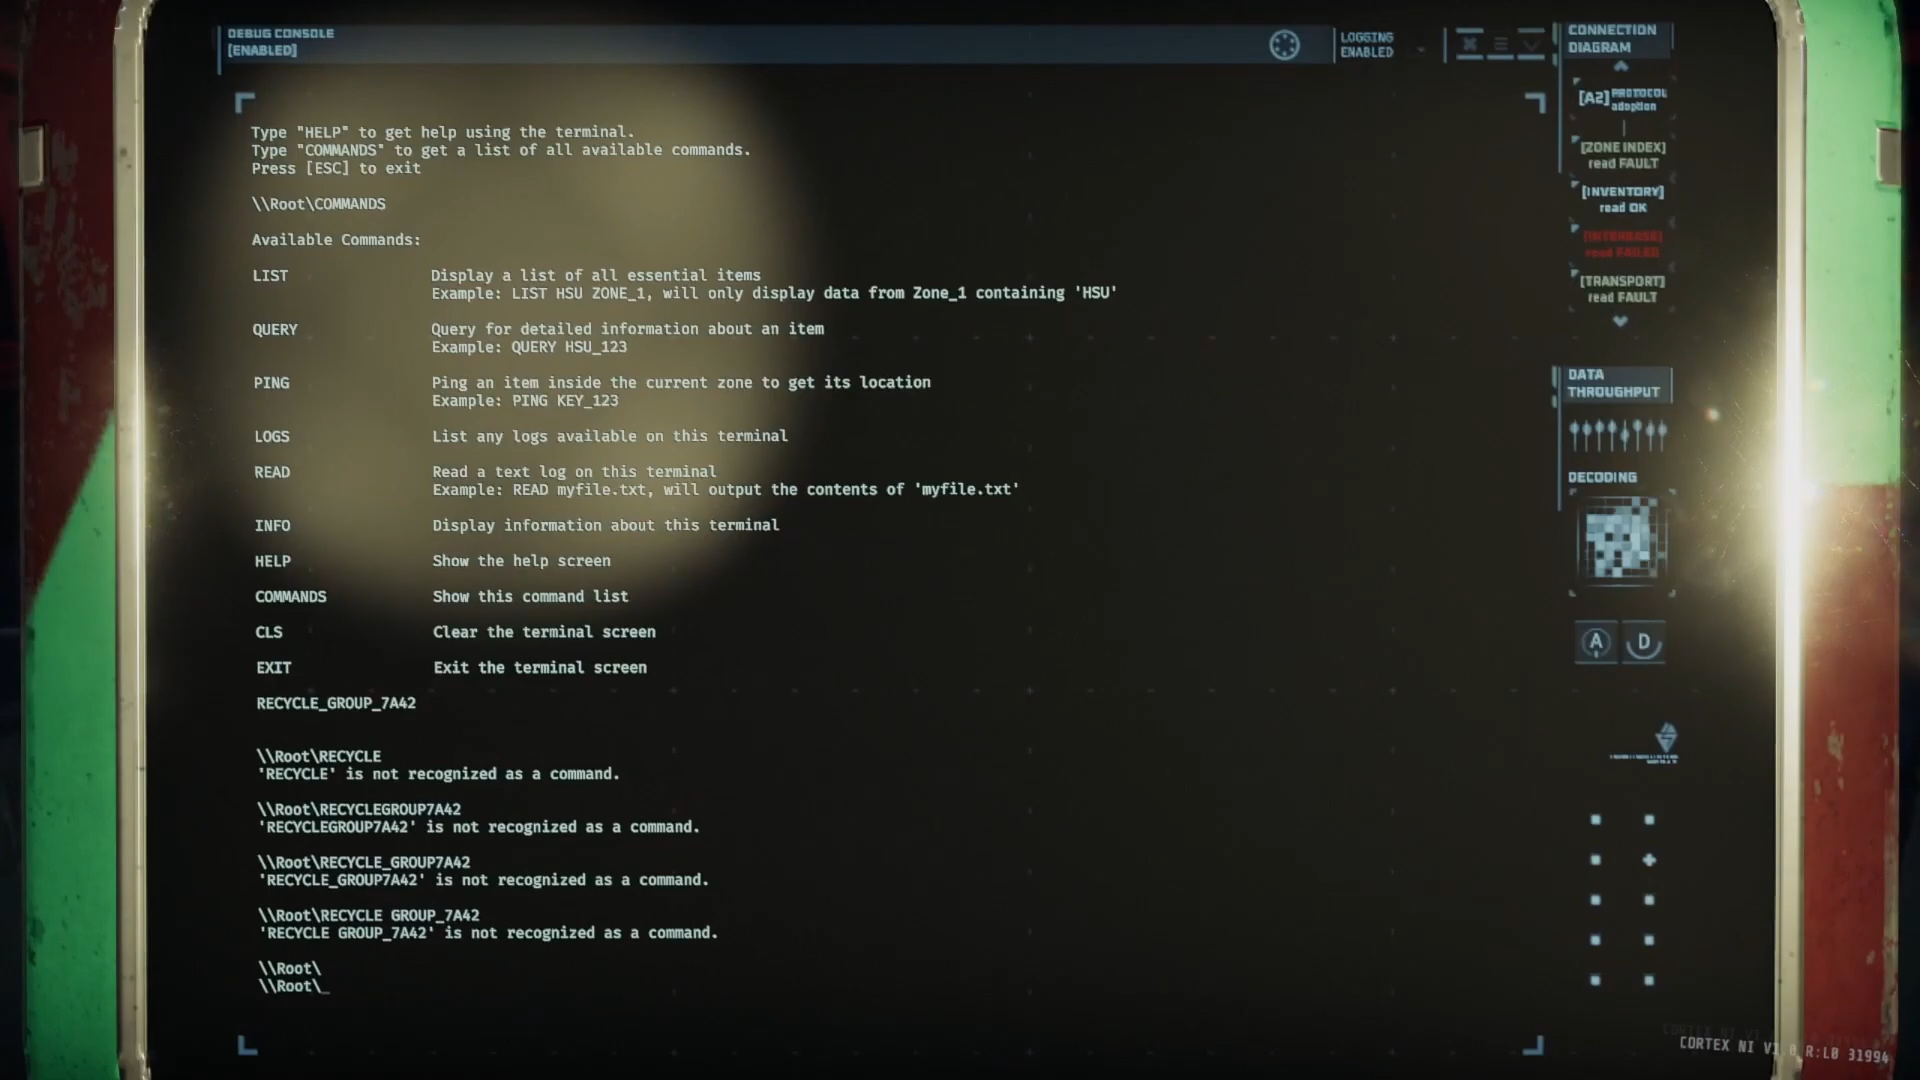 DEBUG CONSOLE
[ENABLED]
LOGGING
ENABLED
Type "HELP" to get help using the terminal.
Type "COMMANDS" to get a list of all available commands.
Press [ESC] to exit
\\Root\COMMANDS
Available Commands:
LIST Display a list of all essential items
Example: LIST HSU ZONE_1, will only display data from Zone_1 containing 'HSU'
QUERY Query for detailed information about an item
Example: QUERY HSU_123
PING Ping an item inside the current zone to get its location
Example: PING KEY_123
LOGS List any logs available on this terminal
READ Read a text log on this terminal
Example: READ myfile.txt, will output the contents of 'myfile.txt'
INFO Display information about this terminal
HELP Show the help screen
COMMANDS Show this command list
CLS Clear the terminal screen
EXIT Exit the terminal screen
RECYCLE_GROUP_7A42
\\Root\RECYCLE
'RECYCLE' is not recognized as a command.
\\Root\RECYCLEGROUP7A42
'RECYCLEGROUP7A42' is not recognized as a command.
\\Root\RECYCLE_GROUP7A42
'RECYCLE_GROUP7A42' is not recognized as a command.
\\Root\RECYCLE GROUP_7A42
'RECYCLE GROUP_7A42' is not recognized as a command.
\\Root\
\\Root\_
CONNECTION
DIAGRAM
[A2] PROTOCOL
adoption
[ZONE INDEX]
read FAULT
[INVENTORY]
read OK
[INTERBASE]
read FAILED
[TRANSPORT]
read FAULT
DATA
THROUGHPUT
DECODING
A D
CORTEX NI V1.0 R:L0 31994